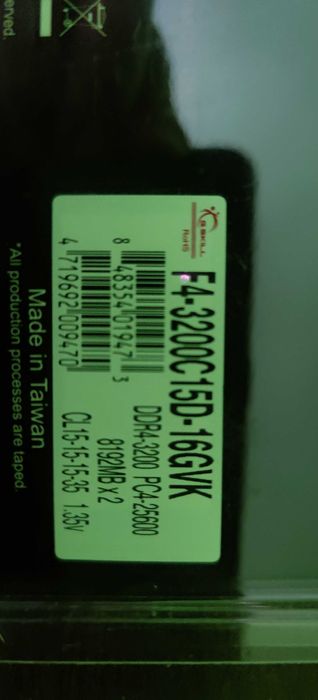 erved.
G.SKILL
RoHS
F4-3200C15D-16GVK
8 48354 01947 3
DDR4-3200 PC4-25600
8192MB x 2
4 719692 009470
CL15-15-15-35 1.35v
Made in Taiwan
*All production processes are taped.